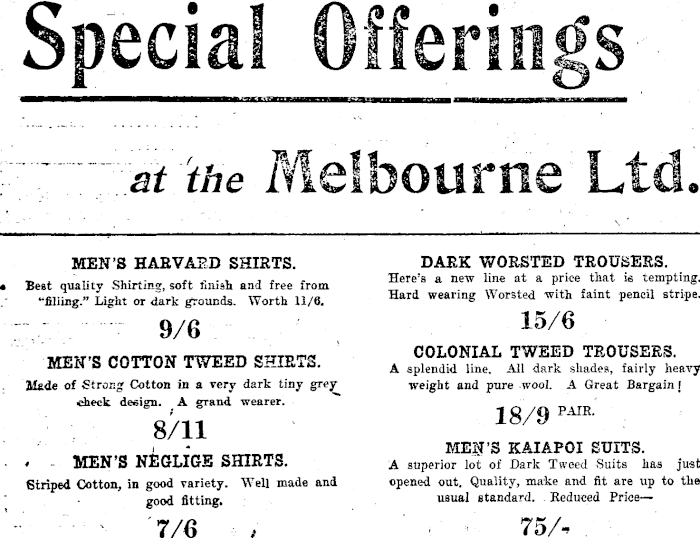 Special Offerings
at the Melbourne Ltd.
MEN'S HARVARD SHIRTS.
Best quality Shirting, soft finish and free from
"filling." Light or dark grounds. Worth 11/6.
9/6
MEN'S COTTON TWEED SHIRTS.
Made of Strong Cotton in a very dark tiny grey
check design. A grand wearer.
8/11
MEN'S NEGLIGE SHIRTS.
Striped Cotton, in good variety. Well made and
good fitting.
7/6
DARK WORSTED TROUSERS.
Here's a new line at a price that is tempting.
Hard wearing Worsted with faint pencil stripe.
15/6
COLONIAL TWEED TROUSERS.
A splendid line. All dark shades, fairly heavy
weight and pure wool. A Great Bargain!
18/9 PAIR.
MEN'S KAIAPOI SUITS.
A superior lot of Dark Tweed Suits has just
opened out. Quality, make and fit are up to the
usual standard. Reduced Price—
75/-